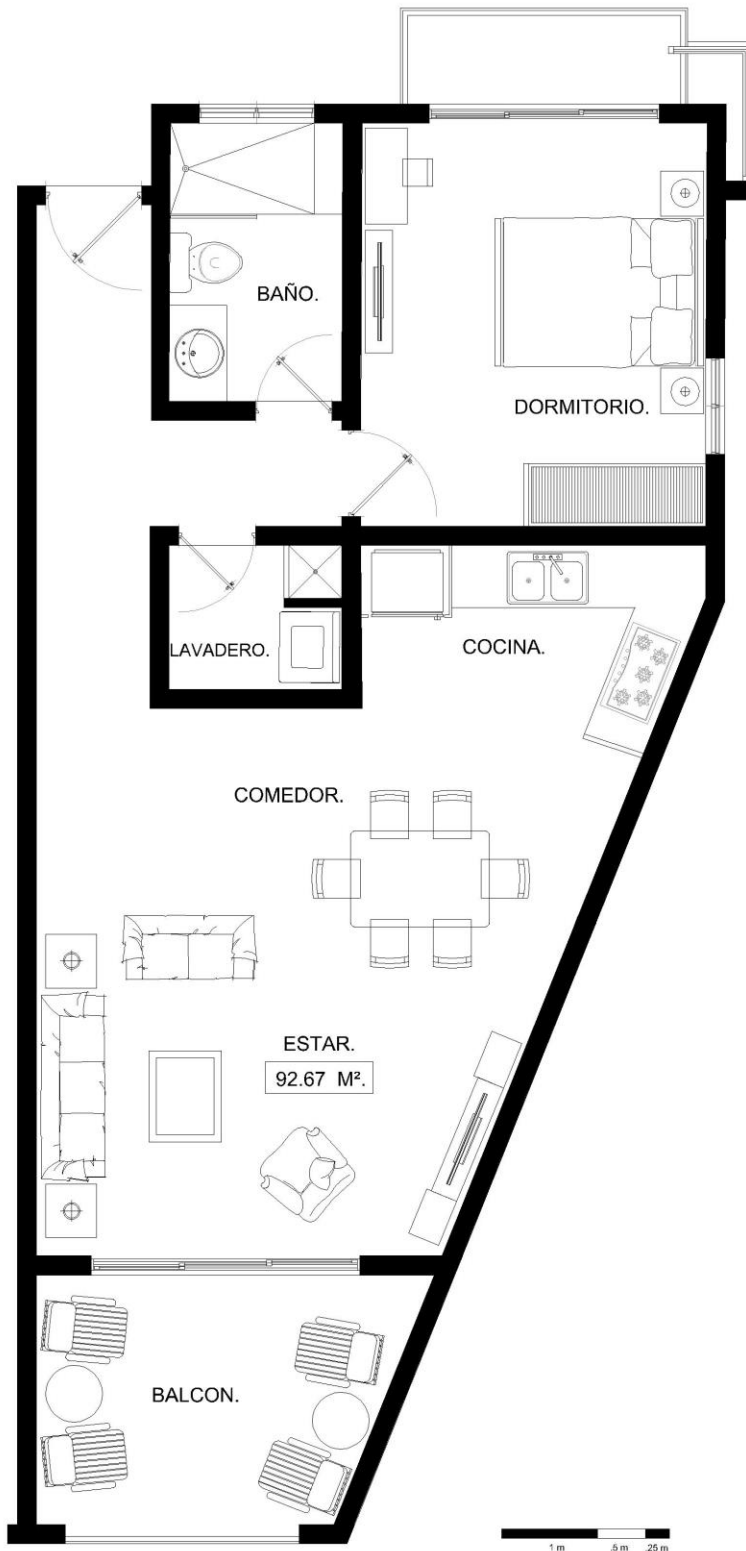 BAÑO.
DORMITORIO.
LAVADERO.
COCINA.
COMEDOR.
ESTAR.
92.67 M².
BALCON.
1 m .5 m .25 m